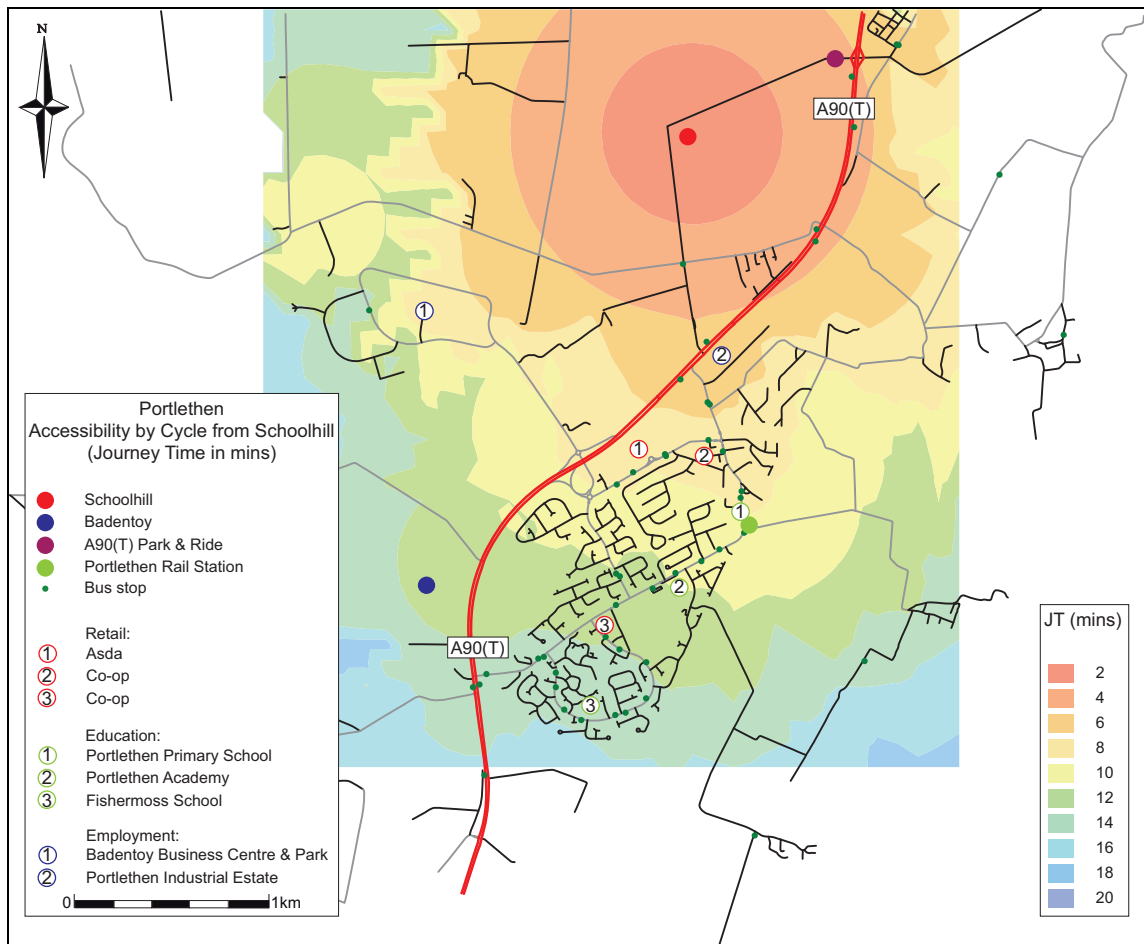 N
A90(T)
1
2
1
2
1
2
3
A90(T)
3
Portlethen
Accessibility by Cycle from Schoolhill
(Journey Time in mins)
Schoolhill
Badentoy
A90(T) Park & Ride
Portlethen Rail Station
Bus stop
Retail:
1 Asda
2 Co-op
3 Co-op
Education:
1 Portlethen Primary School
2 Portlethen Academy
3 Fishermoss School
Employment:
1 Badentoy Business Centre & Park
2 Portlethen Industrial Estate
0 1km
JT (mins)
2
4
6
8
10
12
14
16
18
20